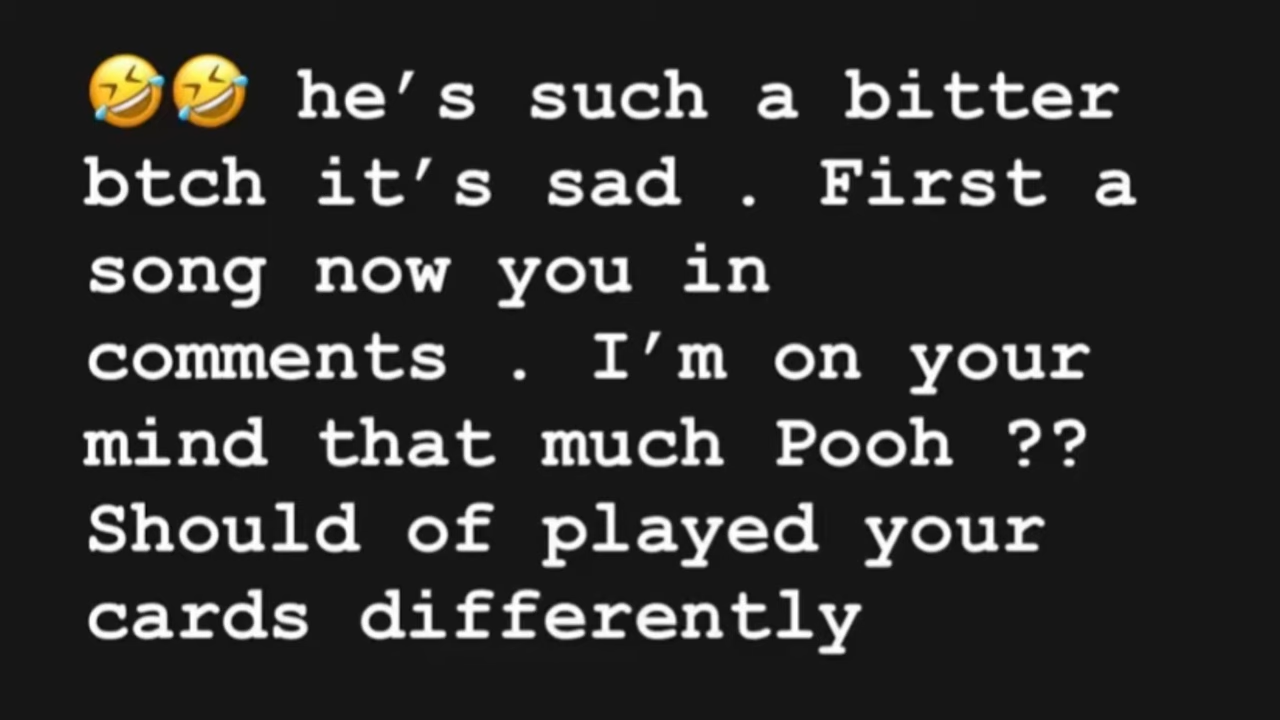 🤣🤣 he’s such a bitter
btch it’s sad . First a
song now you in
comments . I’m on your
mind that much Pooh ??
Should of played your
cards differently